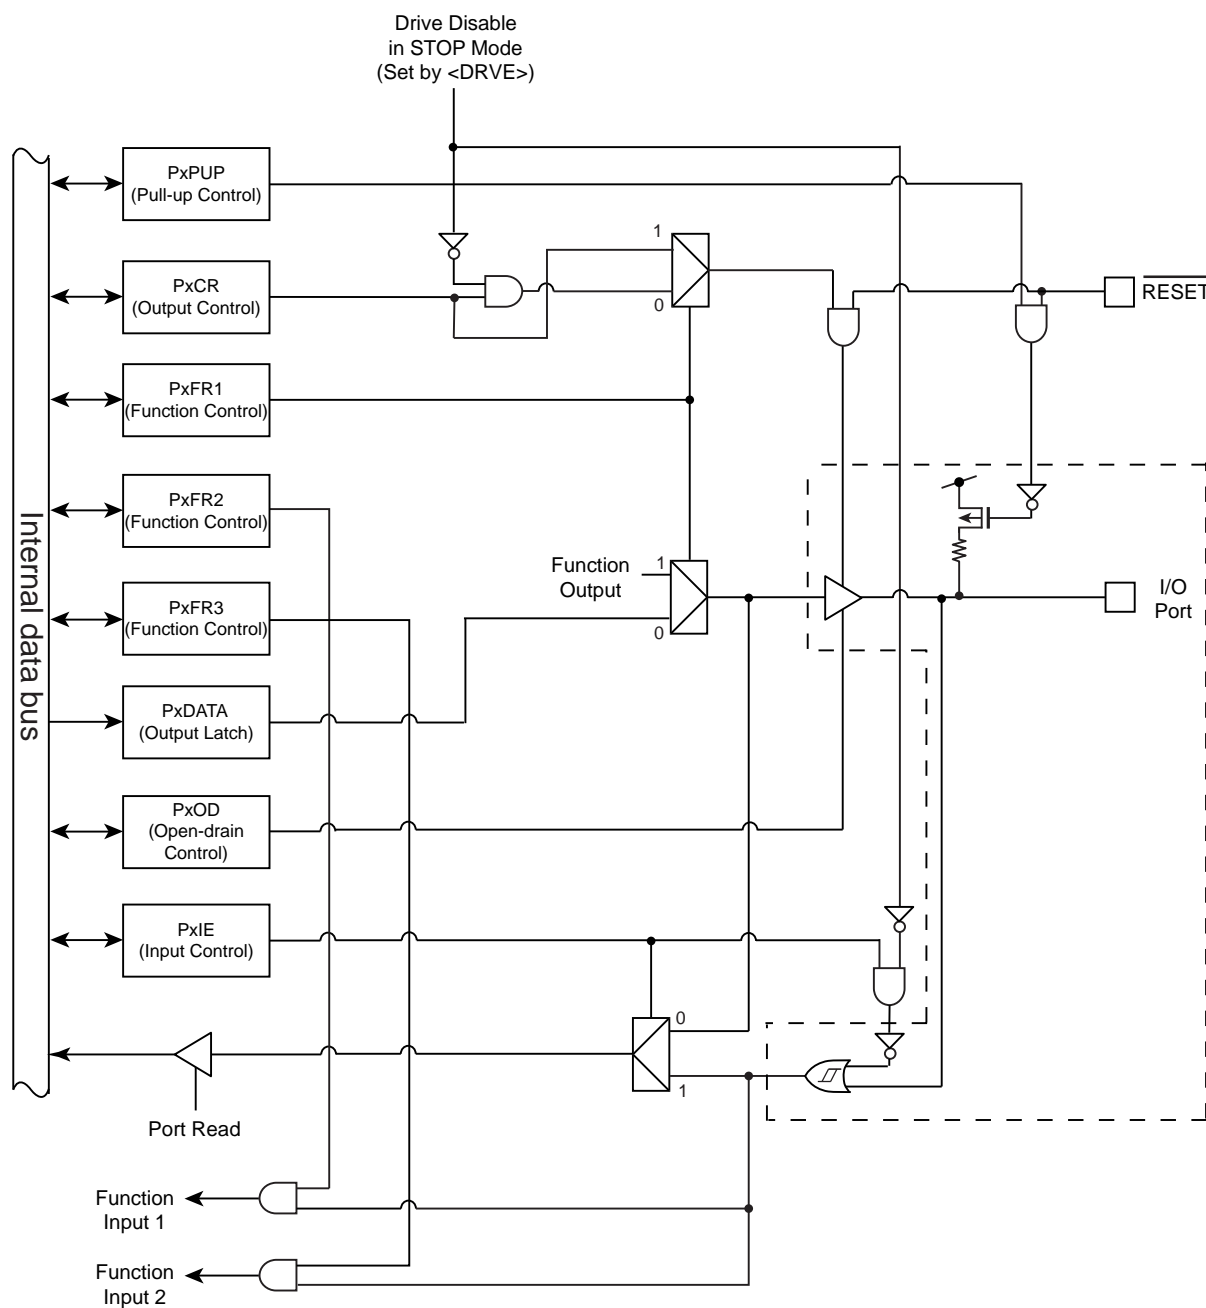 Drive Disable
in STOP Mode
(Set by <DRVE>)
PxPUP
(Pull-up Control)
1
PxCR
(Output Control)
0
RESET
PxFR1
(Function Control)
PxFR2
(Function Control)
Internal data bus
Function
Output
1
0
I/O
Port
PxFR3
(Function Control)
PxDATA
(Output Latch)
PxOD
(Open-drain
Control)
PxIE
(Input Control)
0
1
Port Read
Function
Input 1
Function
Input 2